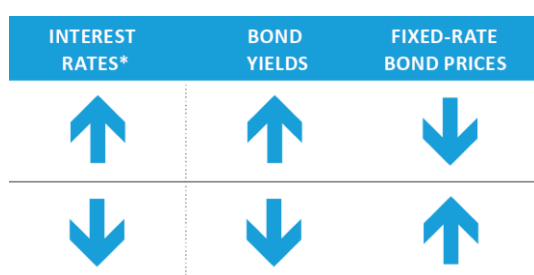 INTEREST
RATES*
BOND
YIELDS
FIXED-RATE
BOND PRICES